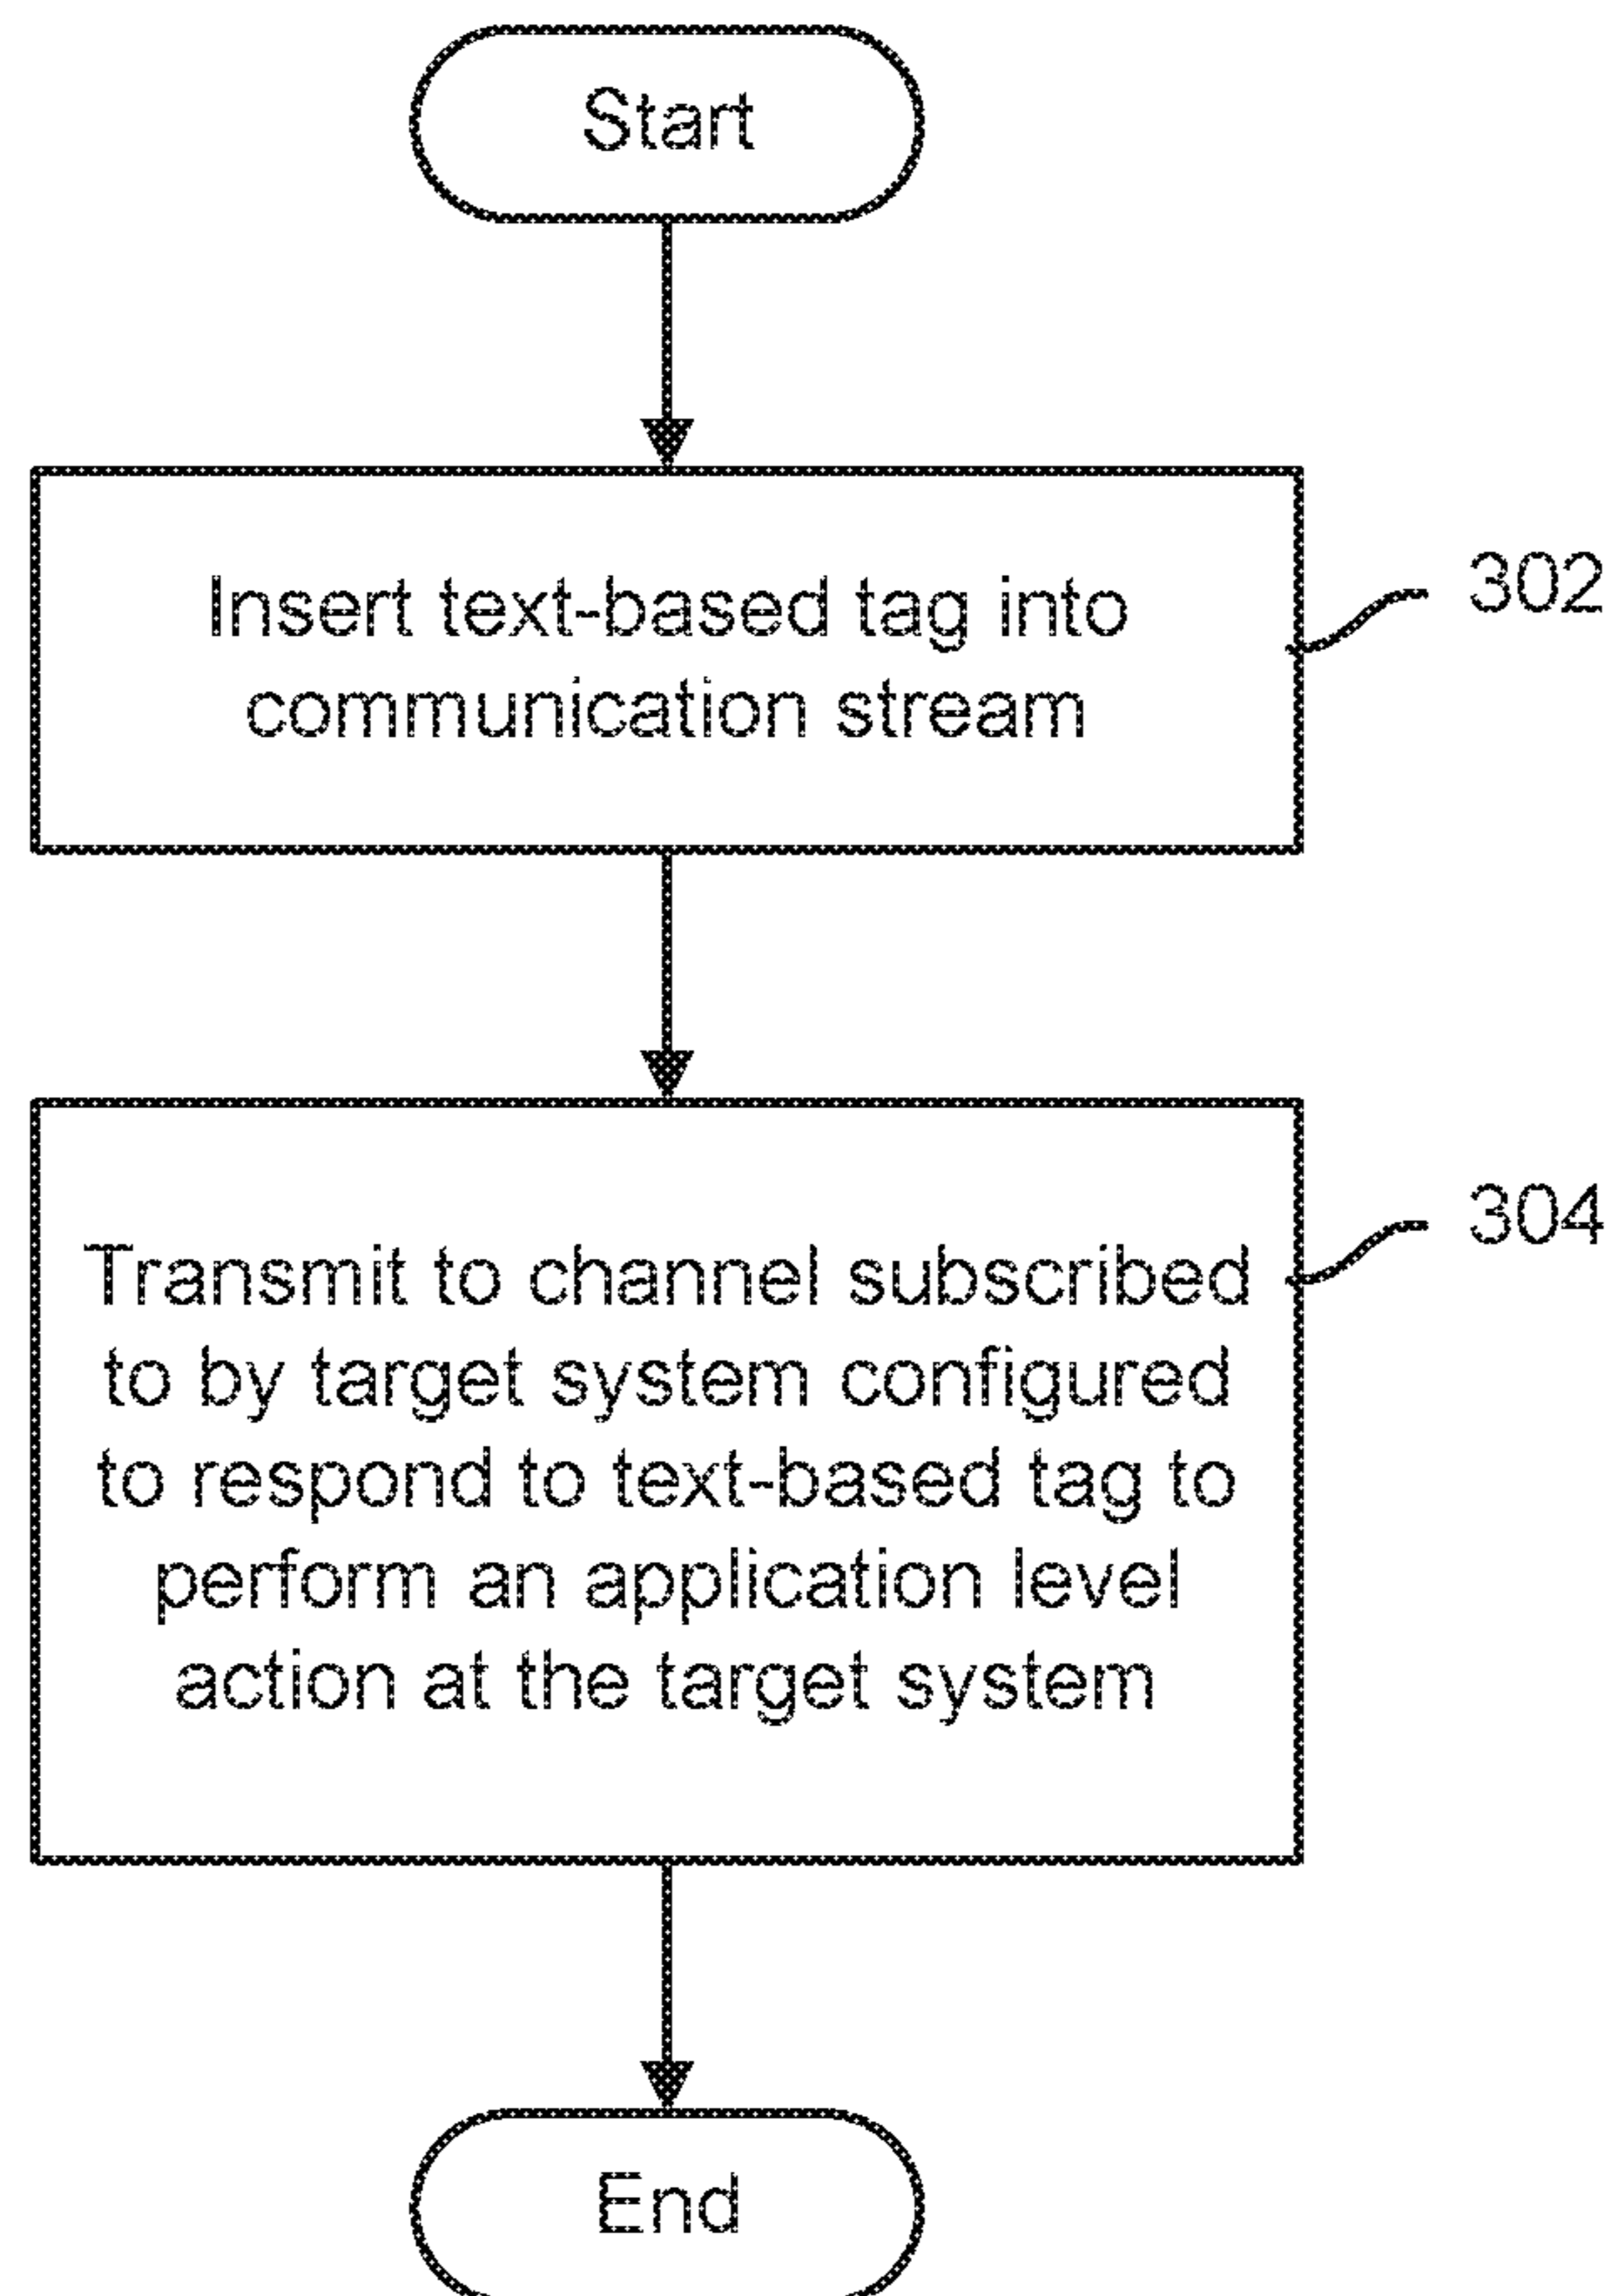 Start
Insert text-based tag into
communication stream
302
Transmit to channel subscribed
to by target system configured
to respond to text-based tag to
perform an application level
action at the target system
304
End